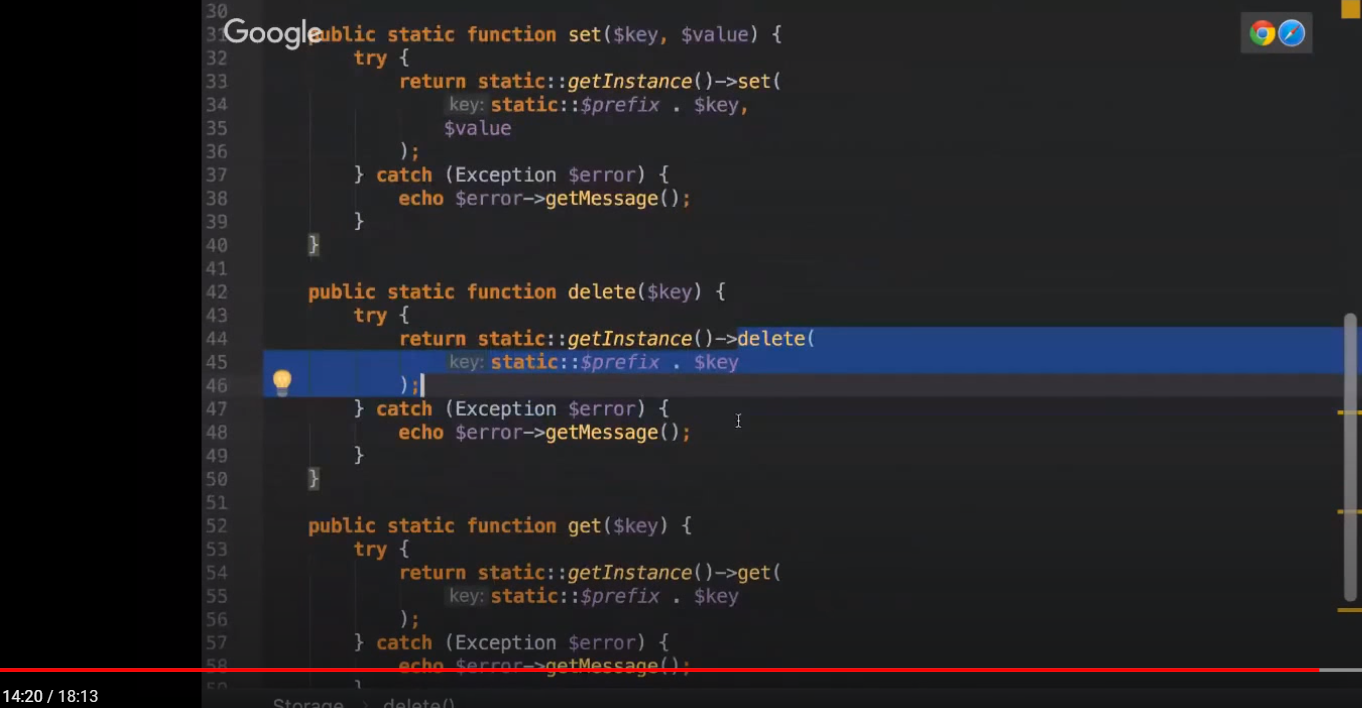 Google
30
31 public static function set($key, $value) {
32 try {
33 return static::getInstance()->set(
34 key: static::$prefix . $key,
35 $value
36 );
37 } catch (Exception $error) {
38 echo $error->getMessage();
39 }
40 }
41
42 public static function delete($key) {
43 try {
44 return static::getInstance()->delete(
45 key: static::$prefix . $key
46 );
47 } catch (Exception $error) {
48 echo $error->getMessage();
49 }
50 }
51
52 public static function get($key) {
53 try {
54 return static::getInstance()->get(
55 key: static::$prefix . $key
56 );
57 } catch (Exception $error) {
58 echo $error->getMessage();
59 }
Storage > delete()
14:20 / 18:13